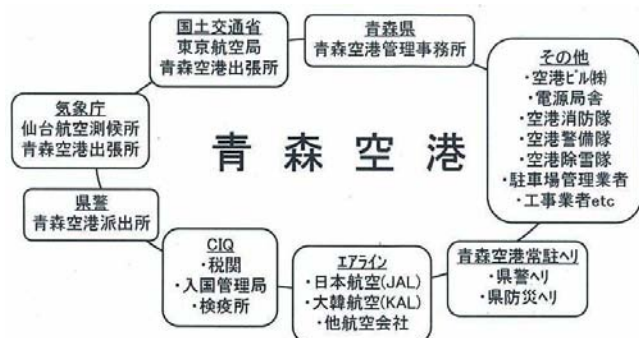 国土交通省
東京航空局
青森空港出張所
青森県
青森空港管理事務所
その他
・空港ビル㈱
・電源局舎
・空港消防隊
・空港警備隊
・空港除雪隊
・駐車場管理業者
・工事業者etc
気象庁
仙台航空測候所
青森空港出張所
青森空港
県警
青森空港派出所
CIQ
・税関
・入国管理局
・検疫所
エアライン
・日本航空(JAL)
・大韓航空(KAL)
・他航空会社
青森空港常駐ヘリ
・県警ヘリ
・県防災ヘリ